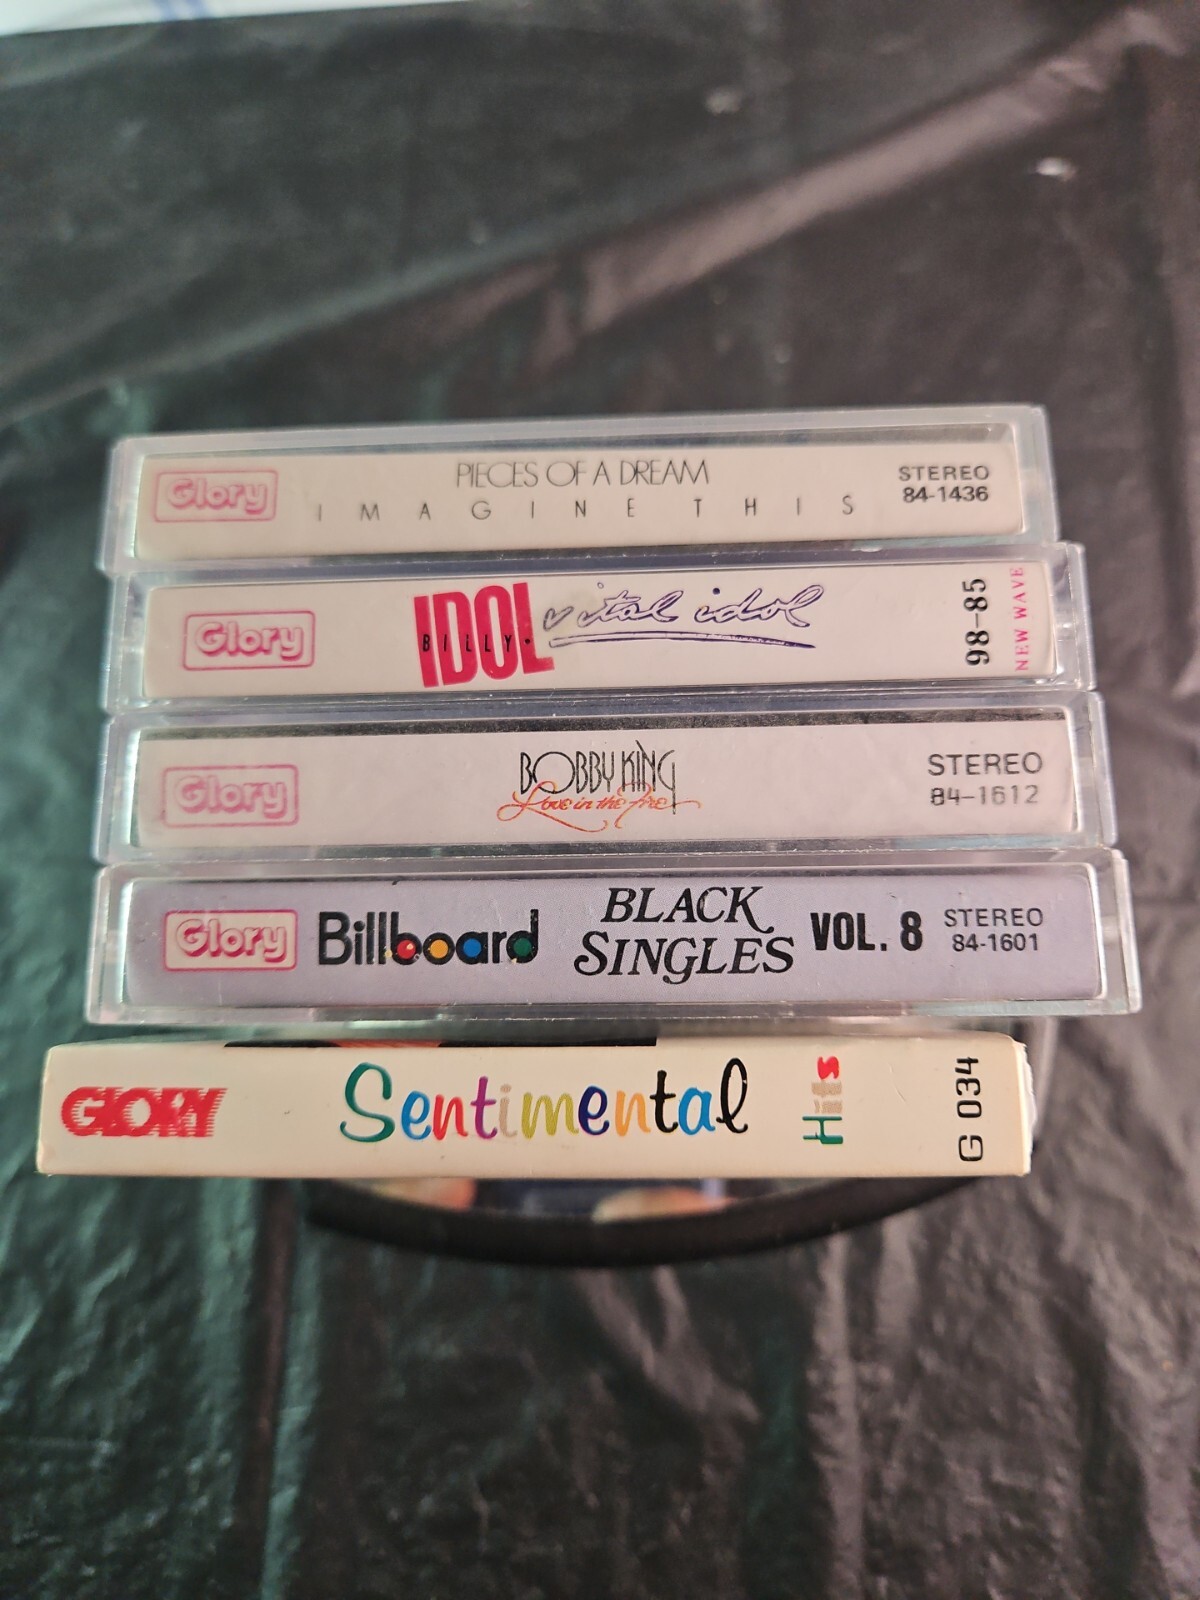 Glory
PIECES OF A DREAM
IMAGINE THIS
STEREO
84-1436
Glory
IDOL
BILLY
vital idol
98-85
NEW WAVE
Glory
BOBBY KING
Love in the fire
STEREO
84-1612
Glory
Billboard
BLACK
SINGLES
VOL. 8
STEREO
84-1601
GLORY
Sentimental
Hits
G 034